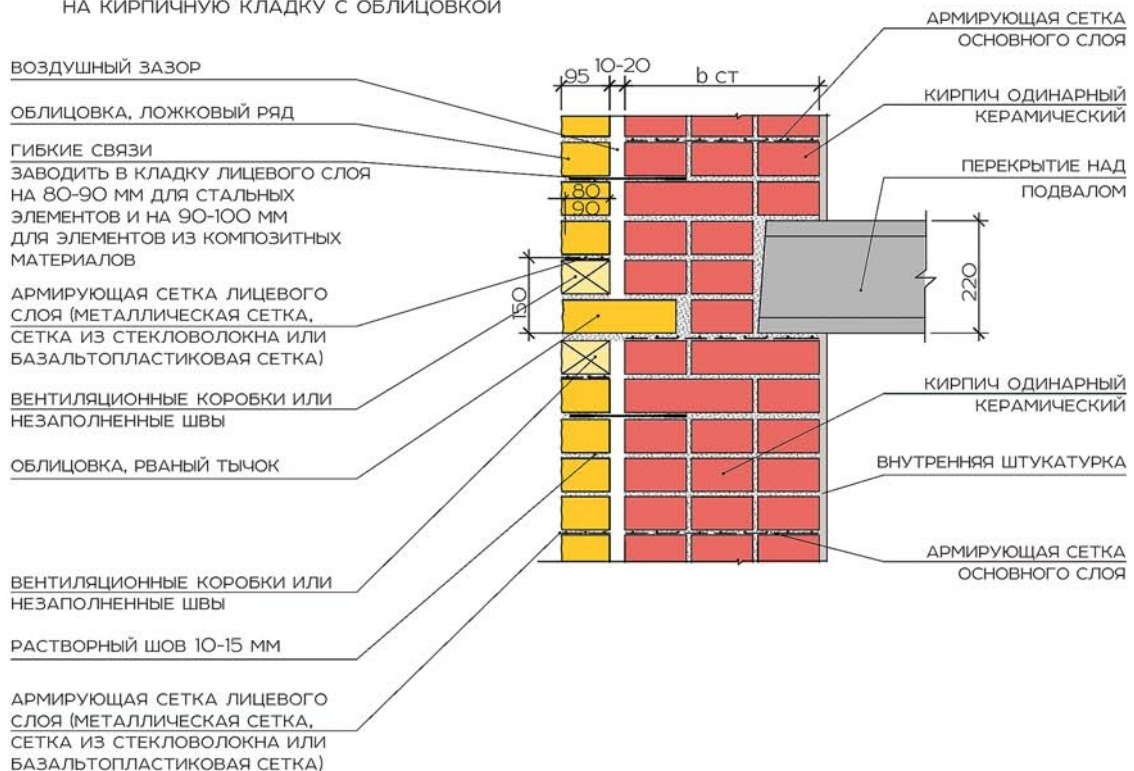 НА КИРПИЧНУЮ КЛАДКУ С ОБЛИЦОВКОЙ
ВОЗДУШНЫЙ ЗАЗОР
ОБЛИЦОВКА, ЛОЖКОВЫЙ РЯД
ГИБКИЕ СВЯЗИ
ЗАВОДИТЬ В КЛАДКУ ЛИЦЕВОГО СЛОЯ
НА 80-90 ММ ДЛЯ СТАЛЬНЫХ
ЭЛЕМЕНТОВ И НА 90-100 ММ
ДЛЯ ЭЛЕМЕНТОВ ИЗ КОМПОЗИТНЫХ
МАТЕРИАЛОВ
АРМИРУЮЩАЯ СЕТКА ЛИЦЕВОГО
СЛОЯ (МЕТАЛЛИЧЕСКАЯ СЕТКА,
СЕТКА ИЗ СТЕКЛОВОЛОКНА ИЛИ
БАЗАЛЬТОПЛАСТИКОВАЯ СЕТКА)
ВЕНТИЛЯЦИОННЫЕ КОРОБКИ ИЛИ
НЕЗАПОЛНЕННЫЕ ШВЫ
ОБЛИЦОВКА, РВАНЫЙ ТЫЧОК
ВЕНТИЛЯЦИОННЫЕ КОРОБКИ ИЛИ
НЕЗАПОЛНЕННЫЕ ШВЫ
РАСТВОРНЫЙ ШОВ 10-15 ММ
АРМИРУЮЩАЯ СЕТКА ЛИЦЕВОГО
СЛОЯ (МЕТАЛЛИЧЕСКАЯ СЕТКА,
СЕТКА ИЗ СТЕКЛОВОЛОКНА ИЛИ
БАЗАЛЬТОПЛАСТИКОВАЯ СЕТКА)
95 10-20 b ст
80
90
150
220
АРМИРУЮЩАЯ СЕТКА
ОСНОВНОГО СЛОЯ
КИРПИЧ ОДИНАРНЫЙ
КЕРАМИЧЕСКИЙ
ПЕРЕКРЫТИЕ НАД
ПОДВАЛОМ
КИРПИЧ ОДИНАРНЫЙ
КЕРАМИЧЕСКИЙ
ВНУТРЕННЯЯ ШТУКАТУРКА
АРМИРУЮЩАЯ СЕТКА
ОСНОВНОГО СЛОЯ